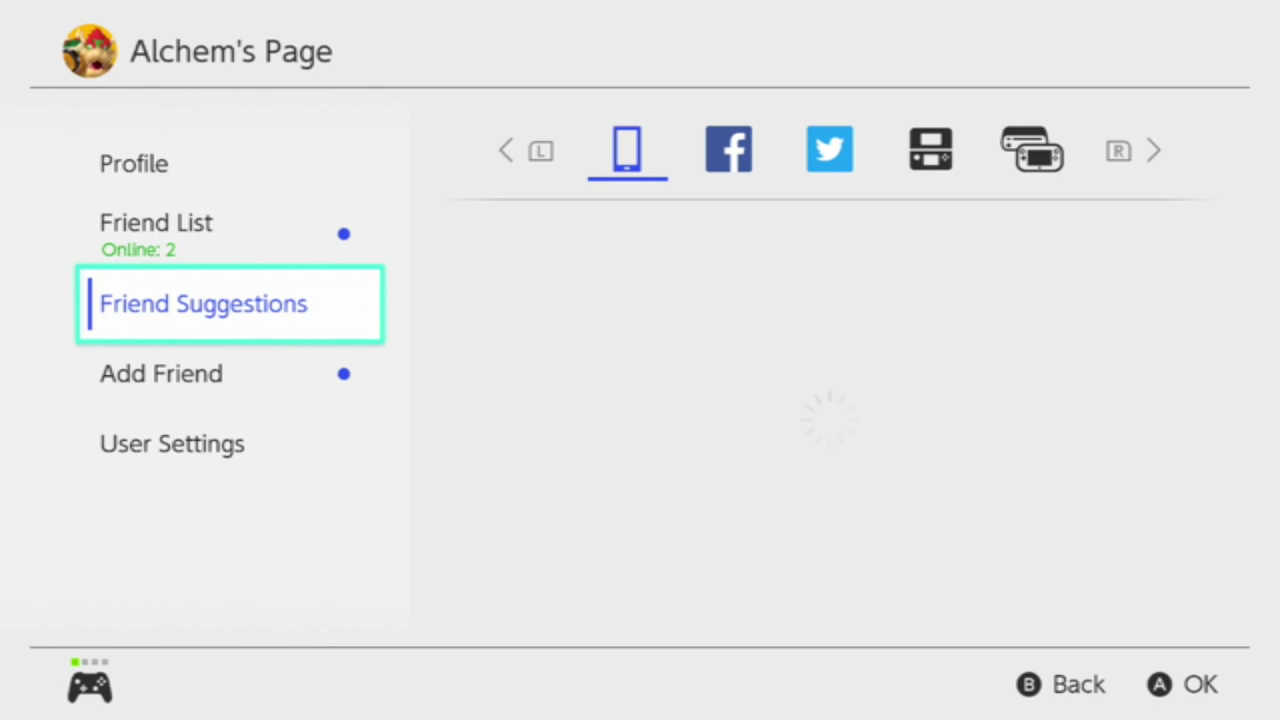 Alchem's Page
Profile
Friend List
Online: 2
Friend Suggestions
Add Friend
User Settings
L
R
B Back
A OK